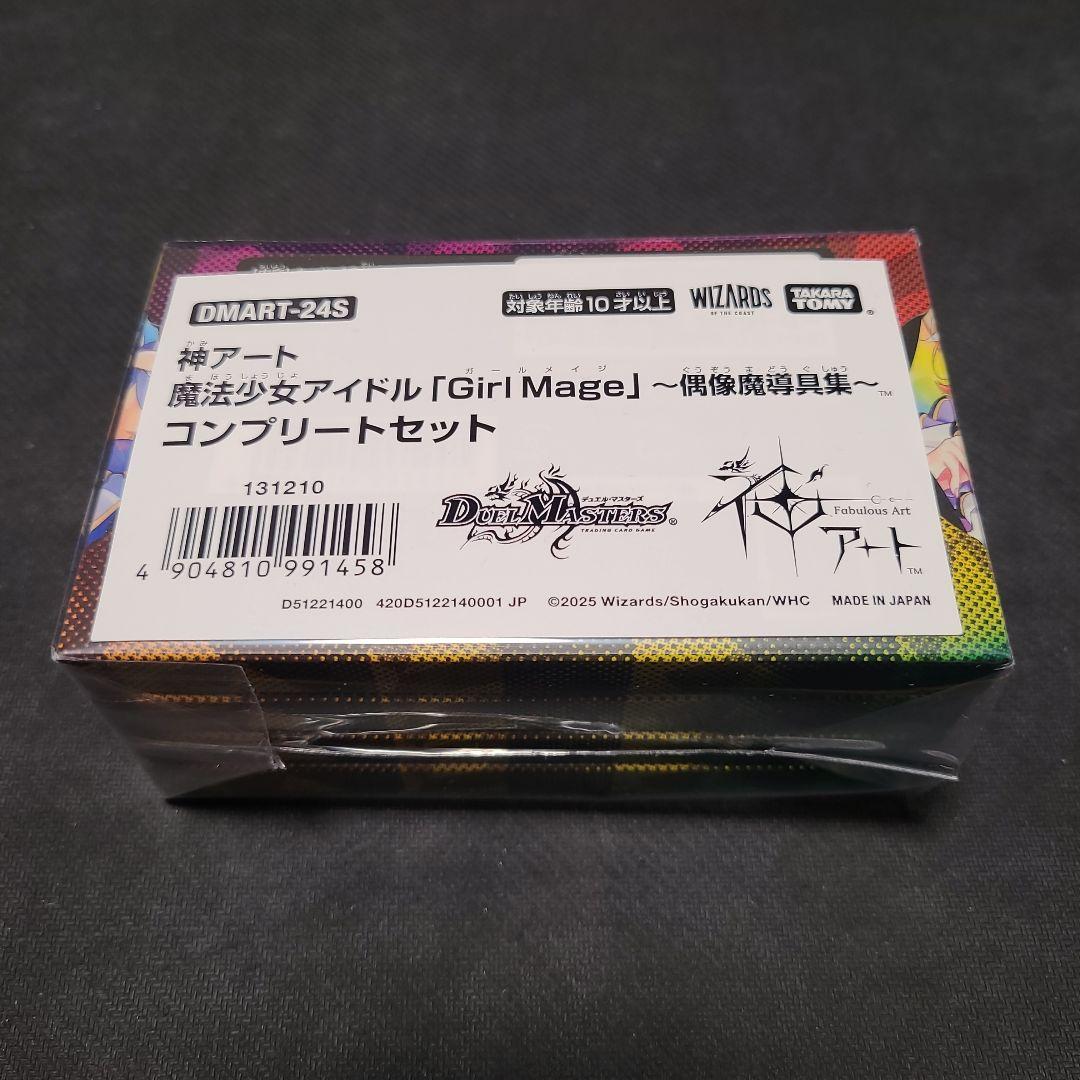 DMART-24S
たいしょうねんれい さいいじょう
対象年齢10才以上
WIZARDS
OF THE COAST
TAKARA TOMY®
かみ
神アート
まほうしょうじょ ガールメイジ ぐうぞうまどうぐしゅう
魔法少女アイドル「Girl Mage」~偶像魔導具集~™
コンプリートセット
131210
4 904810 991458
デュエル・マスターズ
DUEL MASTERS®
TRADING CARD GAME
神
Fabulous Art
アート™
D51221400 420D5122140001 JP ©2025 Wizards/Shogakukan/WHC MADE IN JAPAN